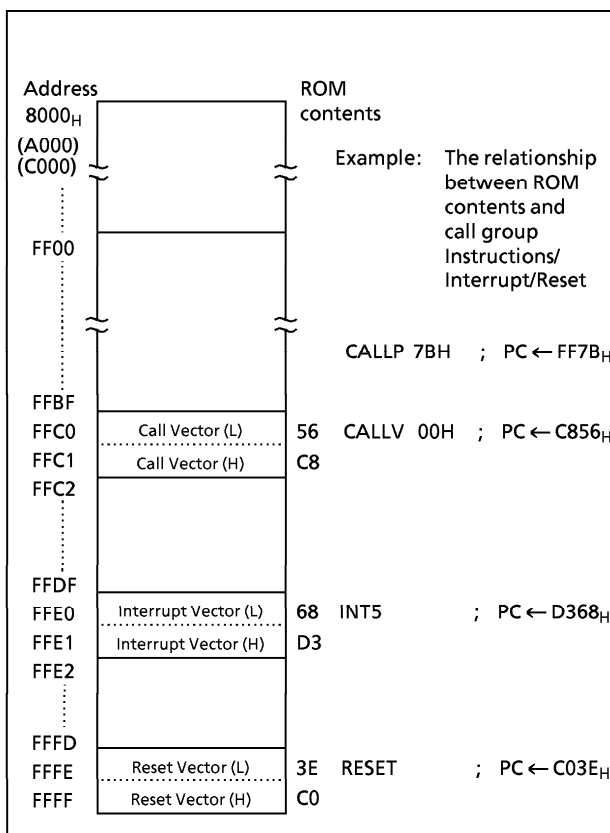 Address ROM
8000H contents
(A000)
(C000)
Example: The relationship
between ROM
contents and
call group
Instructions/
Interrupt/Reset
FF00
CALLP 7BH ; PC ← FF7BH
FFBF
FFC0 Call Vector (L) 56 CALLV 00H ; PC ← C856H
FFC1 Call Vector (H) C8
FFC2
FFDF
FFE0 Interrupt Vector (L) 68 INT5 ; PC ← D368H
FFE1 Interrupt Vector (H) D3
FFE2
FFFD
FFFE Reset Vector (L) 3E RESET ; PC ← C03EH
FFFF Reset Vector (H) C0